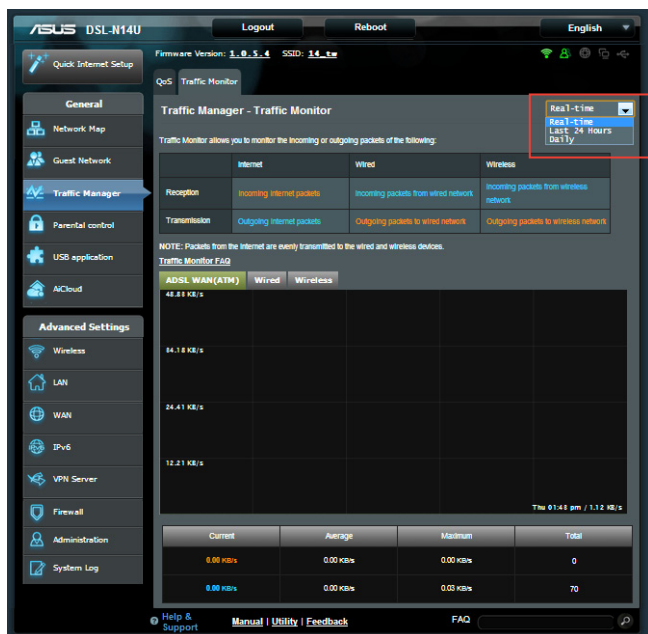 ASUS DSL-N14U
Logout
Reboot
English
Quick Internet Setup
General
Network Map
Guest Network
Traffic Manager
Parental control
USB application
AiCloud
Advanced Settings
Wireless
LAN
WAN
IPv6
VPN Server
Firewall
Administration
System Log
Firmware Version: 1.0.5.4 SSID: 14_tw
QoS Traffic Monitor
Traffic Manager - Traffic Monitor
Real-time
Real-time
Last 24 Hours
Daily
Traffic Monitor allows you to monitor the incoming or outgoing packets of the following:
Internet Wired Wireless
Reception Incoming Internet packets Incoming packets from wired network Incoming packets from wireless
network
Transmission Outgoing Internet packets Outgoing packets to wired network Outgoing packets to wireless network
NOTE: Packets from the Internet are evenly transmitted to the wired and wireless devices.
Traffic Monitor FAQ
ADSL WAN(ATM) Wired Wireless
48.88 KB/s
84.18 KB/s
24.41 KB/s
12.21 KB/s
Thu 01:48 pm / 1.12 KB/s
Current Average Maximum Total
0.00 KB/s 0.00 KB/s 0.00 KB/s 0
0.00 KB/s 0.00 KB/s 0.03 KB/s 70
Help &
Support
Manual | Utility | Feedback
FAQ